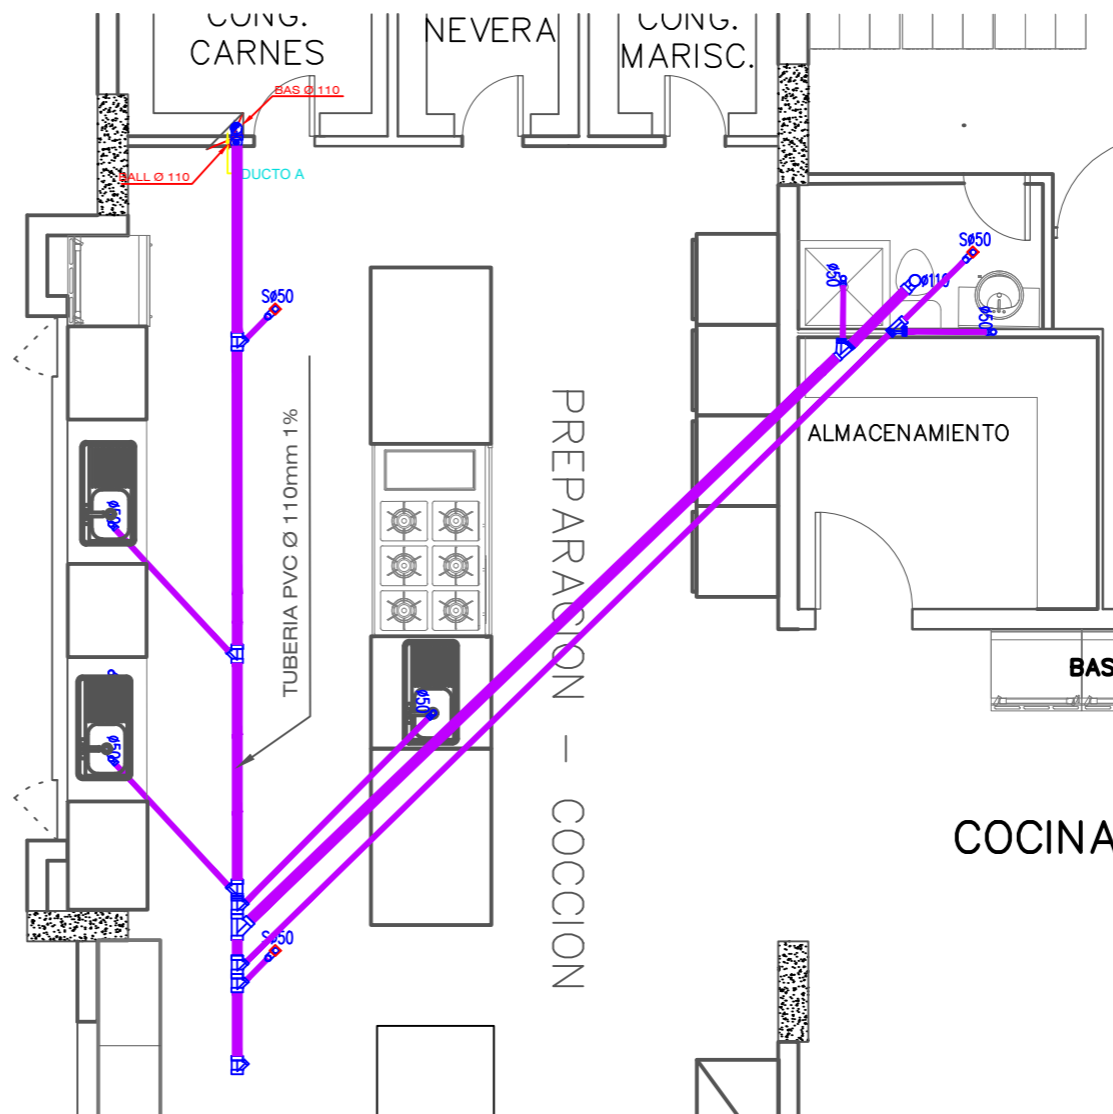 CONG.
CARNES
NEVERA
CONG.
MARISC.
BAS Ø 110
BALL Ø 110
DUCTO A
Sø50
Sø50
ø50
ø110
ø50
ALMACENAMIENTO
TUBERIA PVC Ø 110mm 1%
PREPARACION - COCCION
ø50
ø50
ø50
BAS
COCINA
Sø50